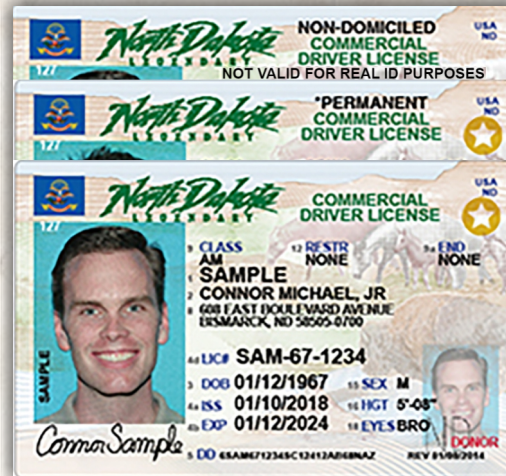 North Dakota
LEGENDARY
NON-DOMICILED
COMMERCIAL
DRIVER LICENSE
USA
ND
127
NOT VALID FOR REAL ID PURPOSES
North Dakota
LEGENDARY
*PERMANENT
COMMERCIAL
DRIVER LICENSE
USA
ND
127
North Dakota
LEGENDARY
COMMERCIAL
DRIVER LICENSE
USA
ND
127
9 CLASS 12 RESTR 9a END
AM NONE NONE
1 SAMPLE
2 CONNOR MICHAEL, JR
8 608 EAST BOULEVARD AVENUE
BISMARCK, ND 58505-0700
4d LIC# SAM-67-1234
3 DOB 01/12/1967 15 SEX M
4a ISS 01/10/2018 16 HGT 5'-08"
4b EXP 01/12/2024 18 EYES BRO
SAMPLE
Connor Sample
DONOR
5 DD 6SAM671234SC12412AB68NAZ REV 01/08/2014